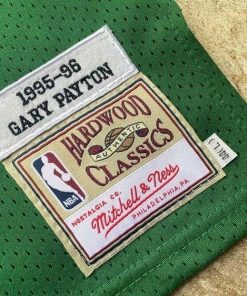 1995-96
GARY PAYTON
HARDWOOD
AUTHENTIC
CLASSICS
NBA
NOSTALGIA CO.
Mitchell & Ness
PHILADELPHIA, PA